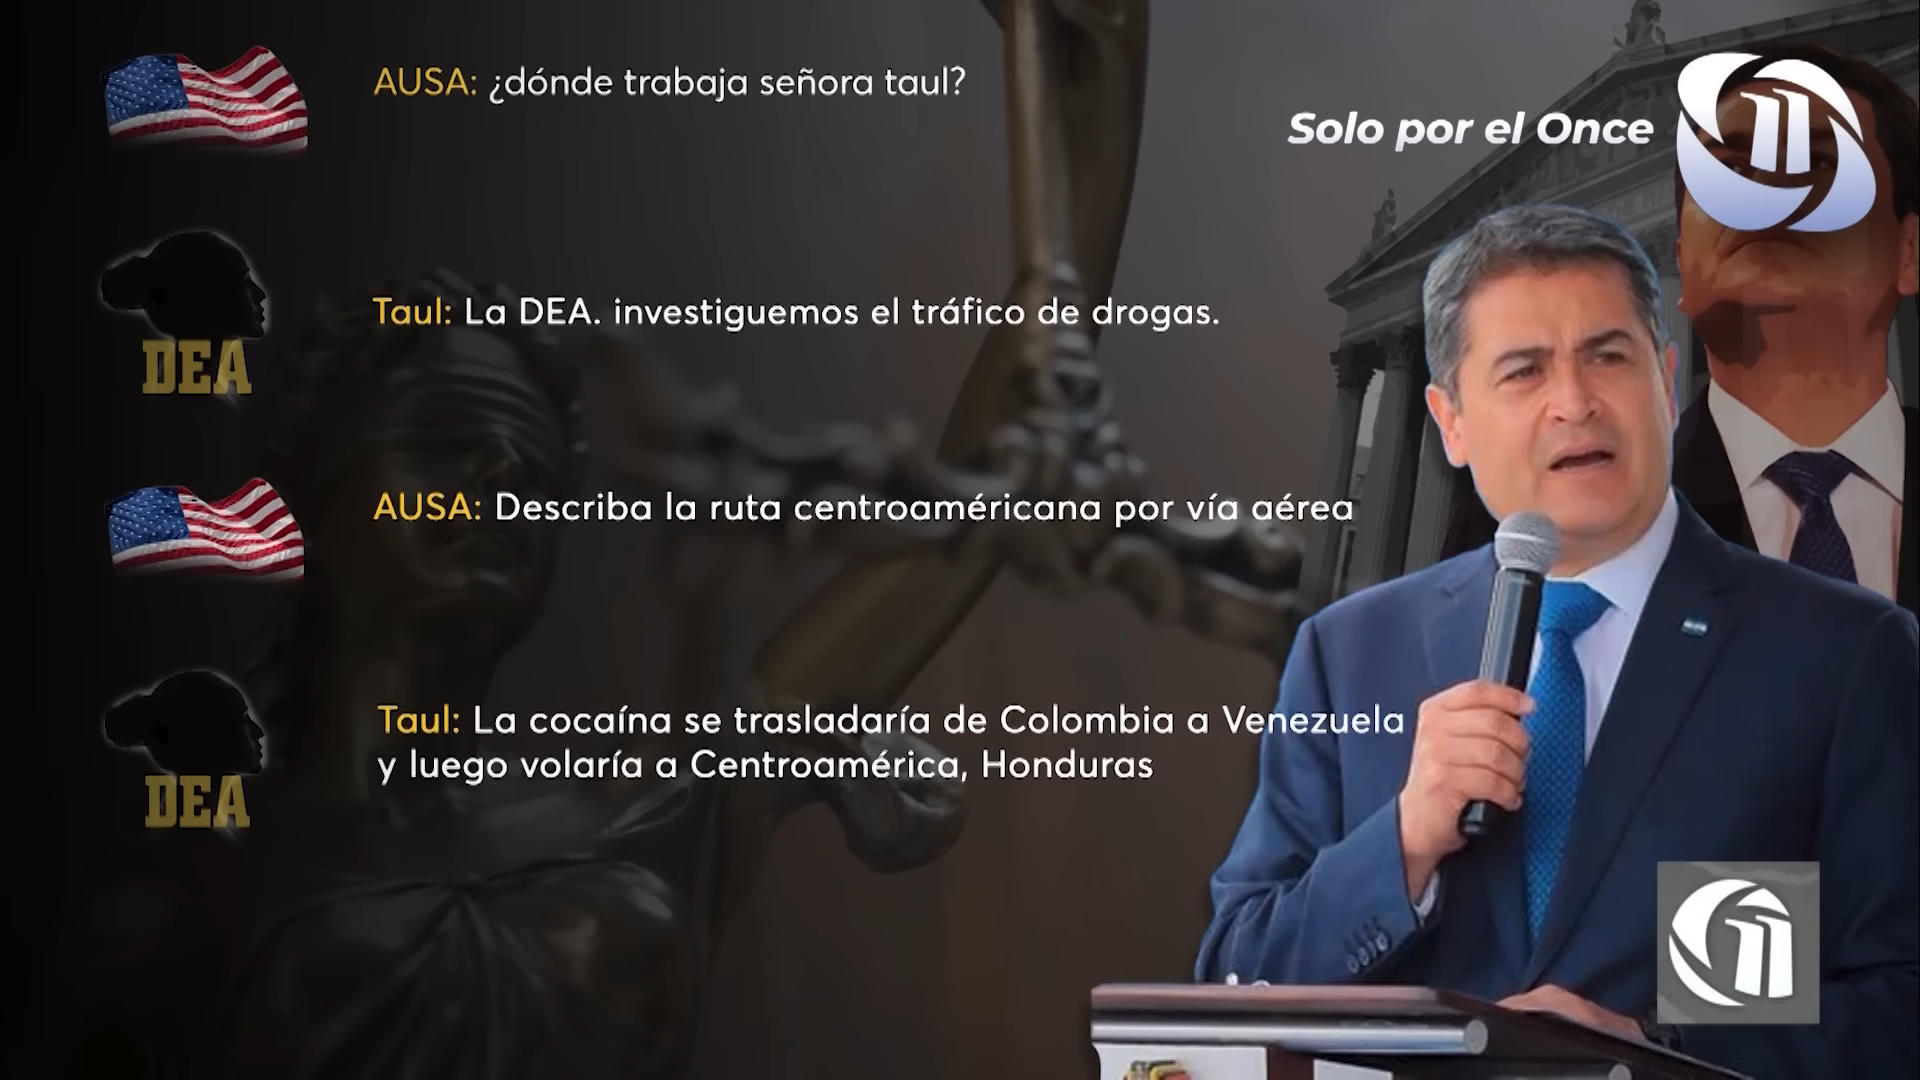 AUSA: ¿dónde trabaja señora taul?
Solo por el Once
11
Taul: La DEA. investiguemos el tráfico de drogas.
DEA
AUSA: Describa la ruta centroaméricana por vía aérea
Taul: La cocaína se trasladaría de Colombia a Venezuela
y luego volaría a Centroamérica, Honduras
DEA
11